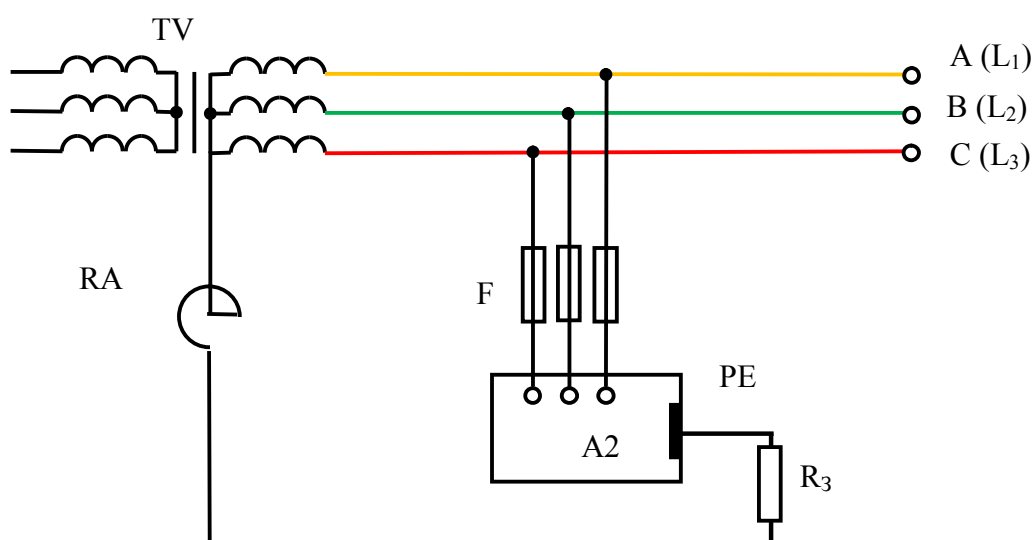 TV
A (L₁)
B (L₂)
C (L₃)
RA
F
PE
A2
R₃